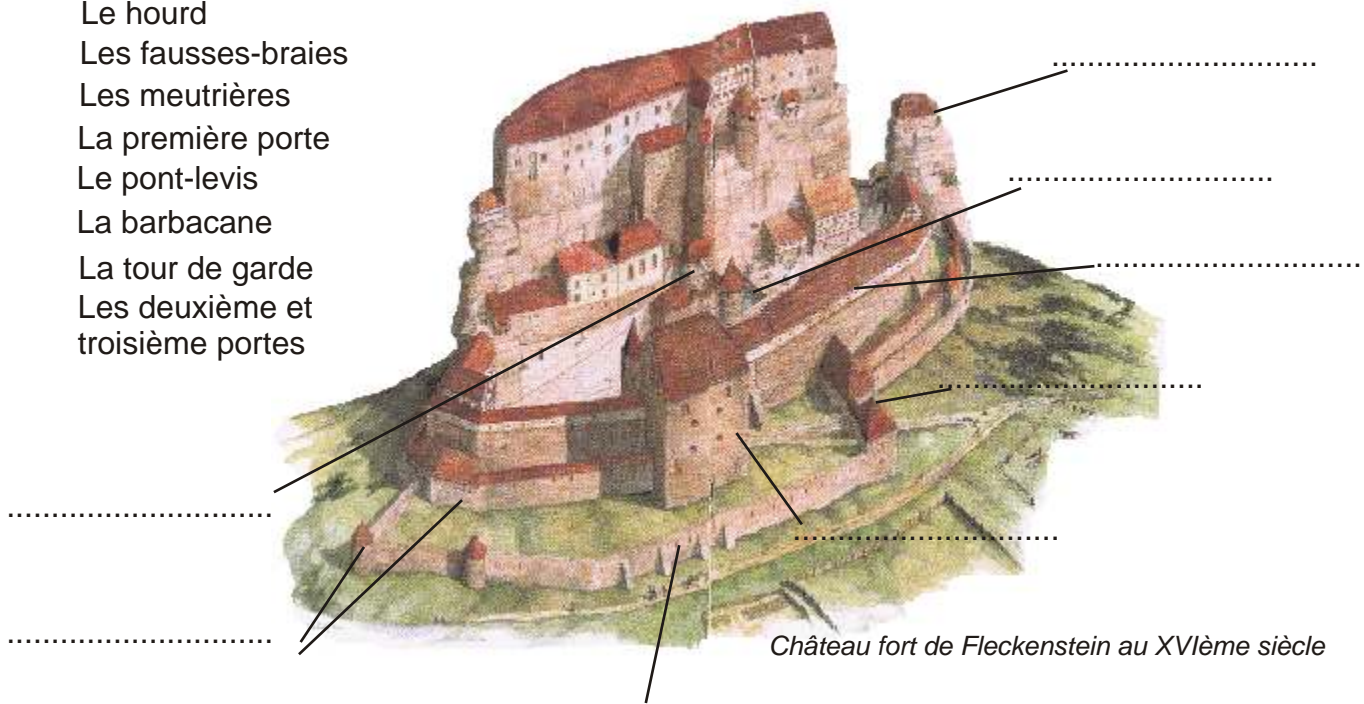 Le hourd
Les fausses-braies
Les meutrières
La première porte
Le pont-levis
La barbacane
La tour de garde
Les deuxième et
troisième portes
Château fort de Fleckenstein au XVIème siècle